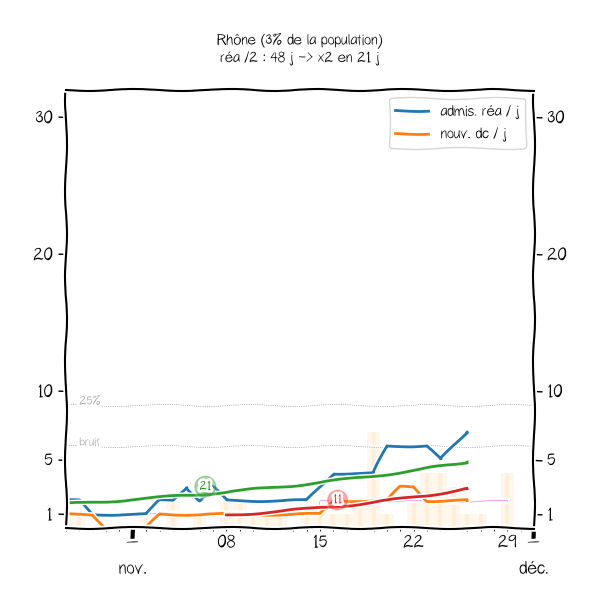 Rhône (3% de la population)
réa /2 : 48 j -> x2 en 21 j
admis. réa / j
nouv. dc / j
30
30
20
20
10
10
25%
bruit
5
5
21
11
1
1
08
15
22
29
nov.
déc.